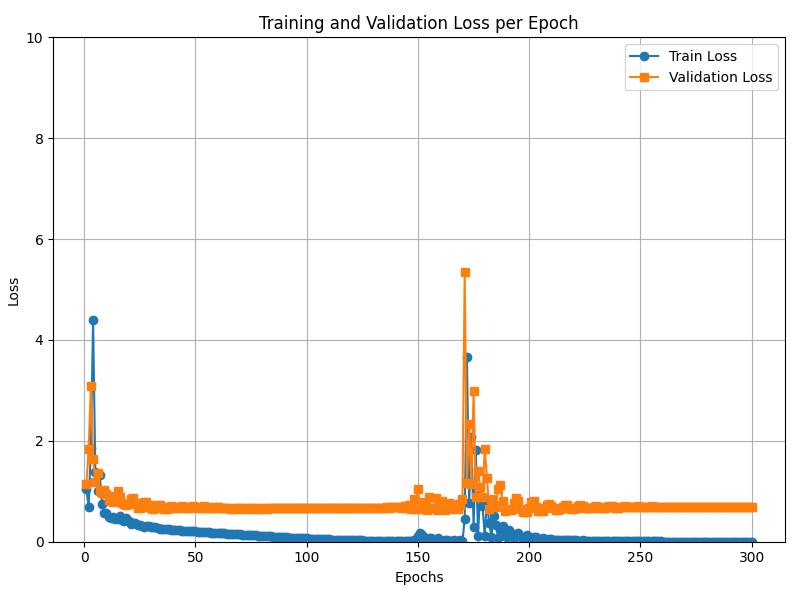 Training and Validation Loss per Epoch
Train Loss
Validation Loss
10
8
6
4
2
0
Loss
0 50 100 150 200 250 300
Epochs